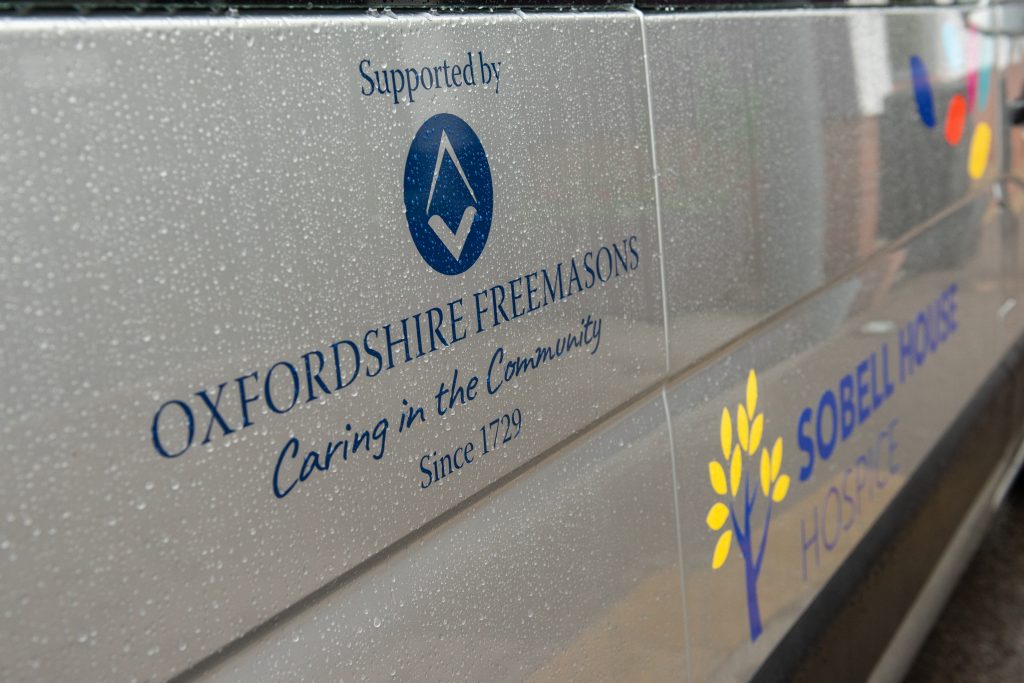 Supported by
OXFORDSHIRE FREEMASONS
Caring in the Community
Since 1729
SOBELL HOUSE
HOSPICE